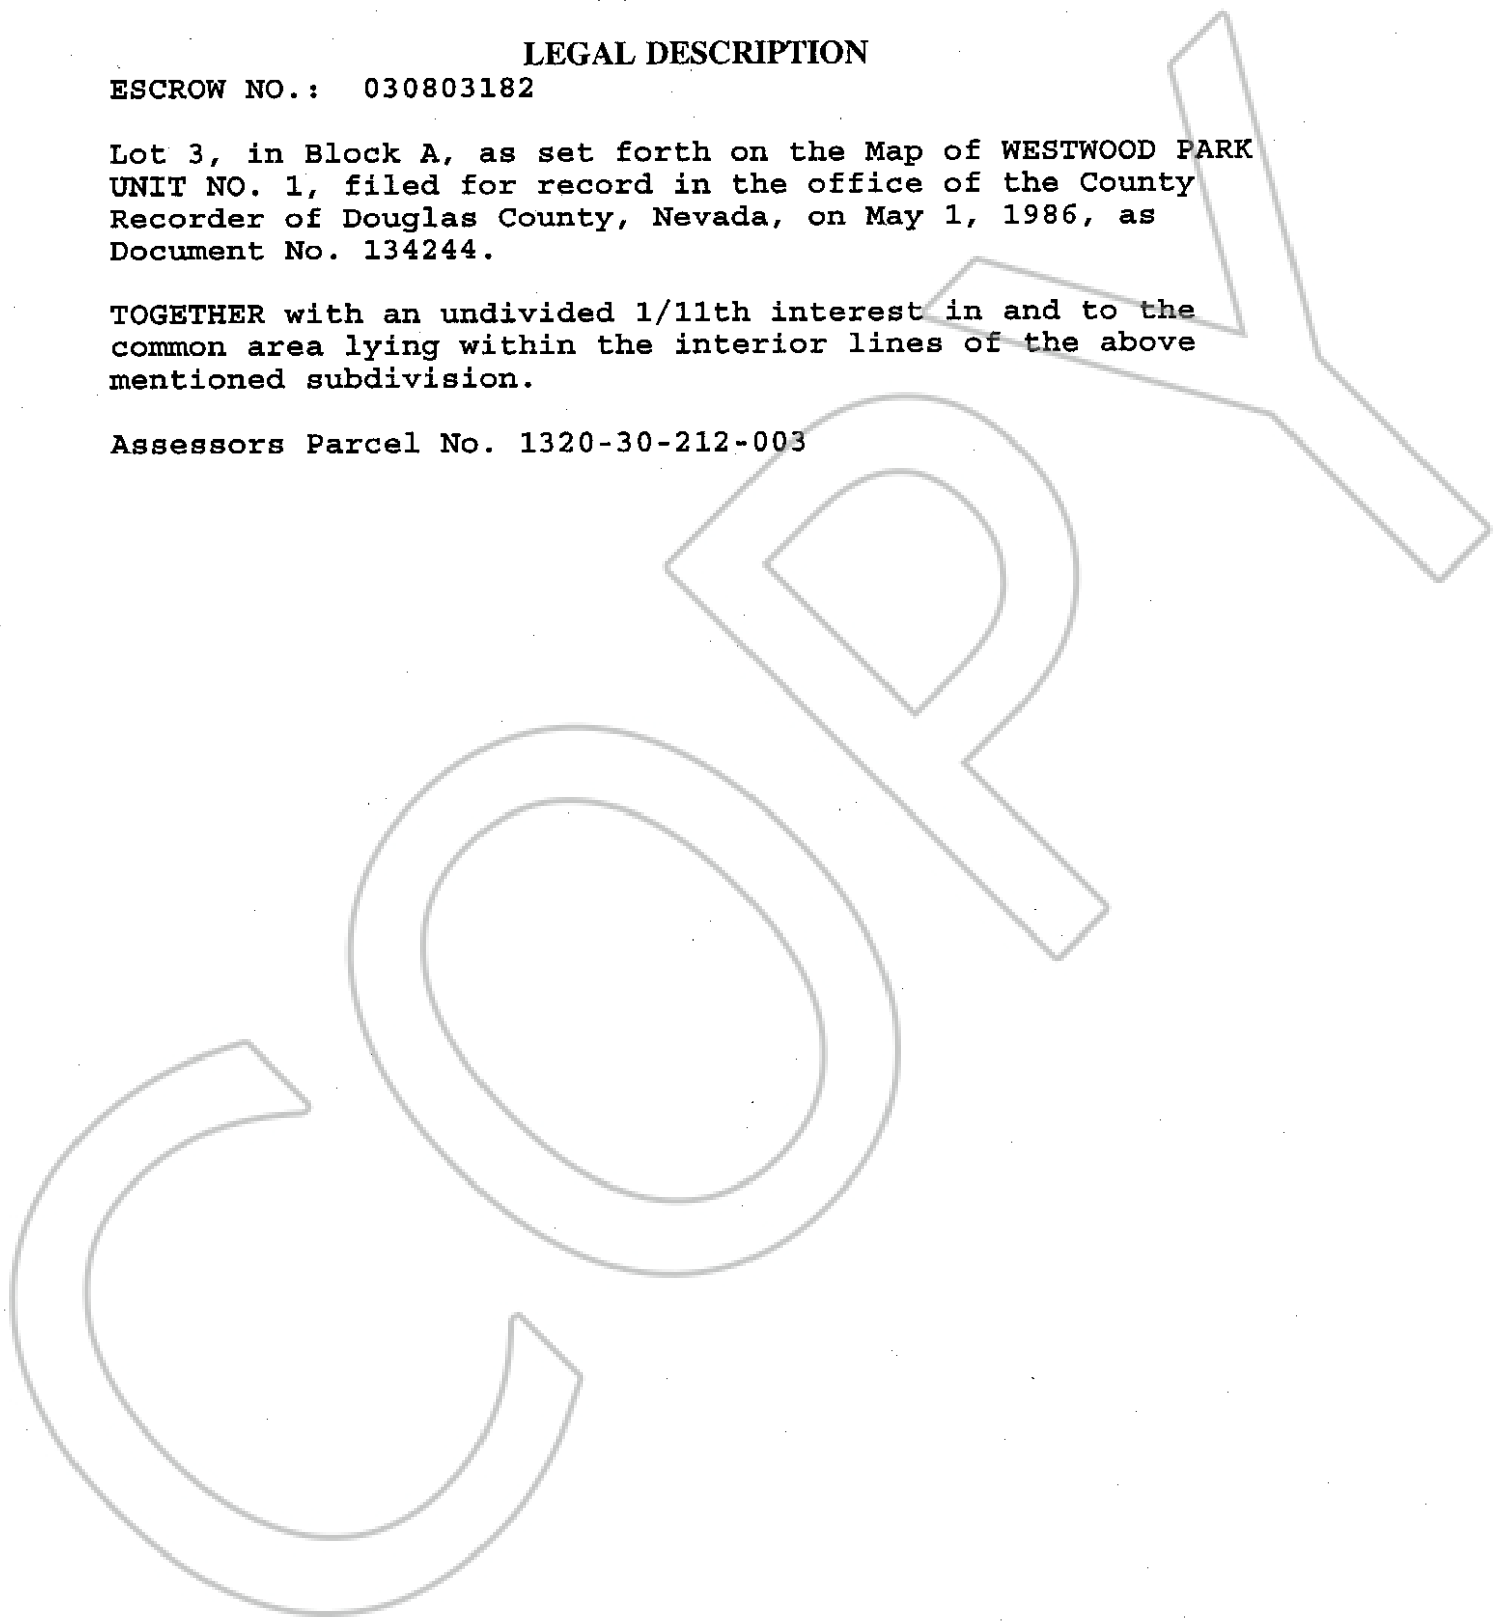 LEGAL DESCRIPTION
ESCROW NO.: 030803182
Lot 3, in Block A, as set forth on the Map of WESTWOOD PARK
UNIT NO. 1, filed for record in the office of the County
Recorder of Douglas County, Nevada, on May 1, 1986, as
Document No. 134244.
TOGETHER with an undivided 1/11th interest in and to the
common area lying within the interior lines of the above
mentioned subdivision.
Assessors Parcel No. 1320-30-212-003
COPY